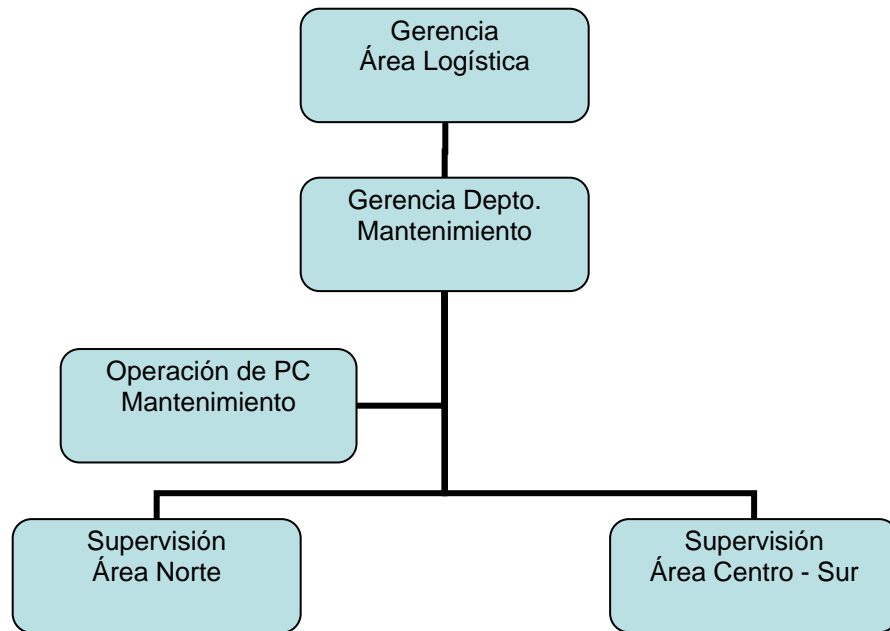 Gerencia
Área Logística
Gerencia Depto.
Mantenimiento
Operación de PC
Mantenimiento
Supervisión
Área Norte
Supervisión
Área Centro - Sur